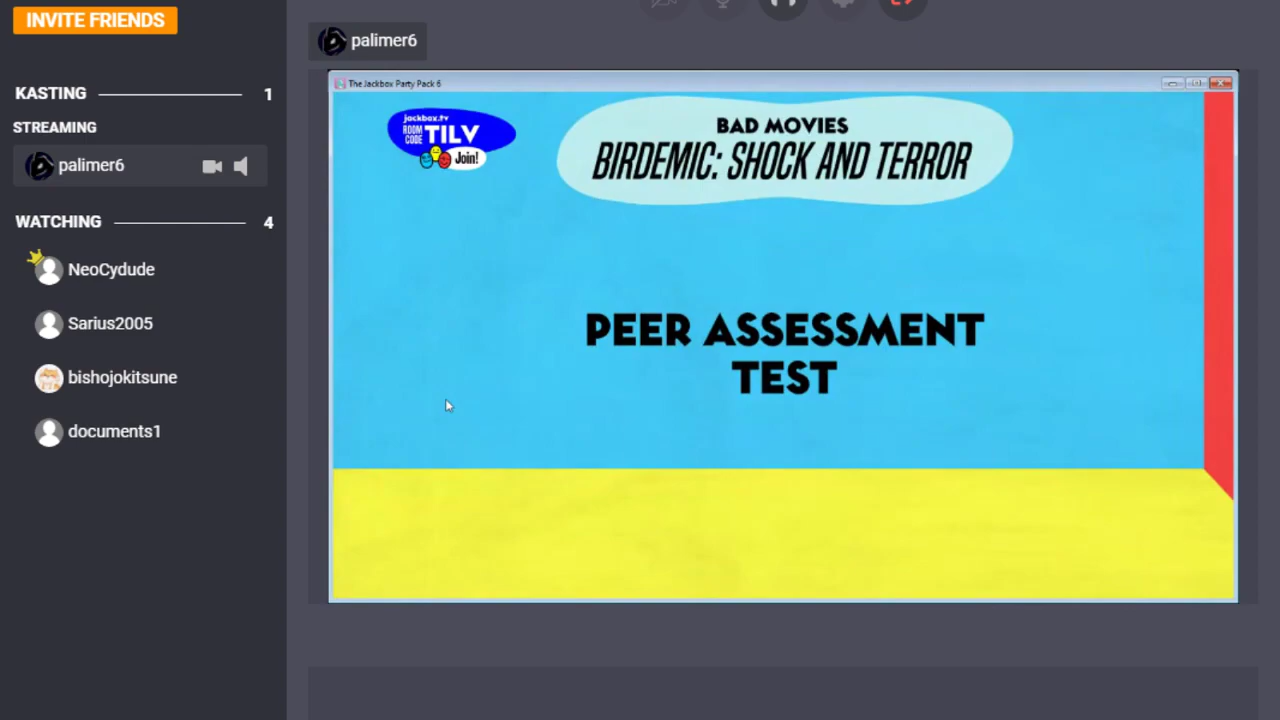 INVITE FRIENDS
KASTING 1
STREAMING
palimer6
WATCHING 4
NeoCydude
Sarius2005
bishojokitsune
documents1
palimer6
The Jackbox Party Pack 6
jackbox.tv
ROOM CODE TILV
Join!
BAD MOVIES
BIRDEMIC: SHOCK AND TERROR
PEER ASSESSMENT
TEST